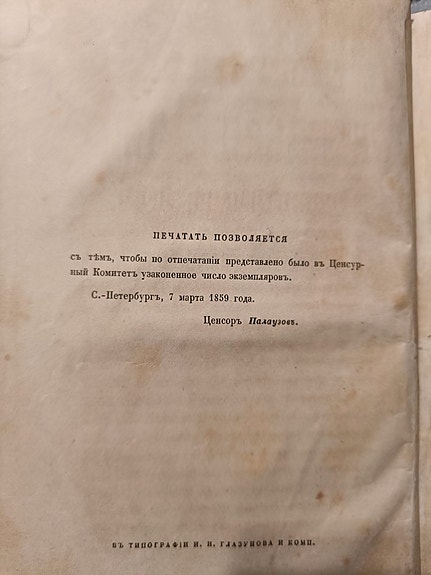 ПЕЧАТАТЬ ПОЗВОЛЯЕТСЯ
съ тѣмъ, чтобы по отпечатаніи представлено было въ Ценсур-
ный Комитетъ узаконенное число экземпляровъ.
С.-Петербургъ, 7 марта 1859 года.
Ценсоръ Палаузовъ.
ВЪ ТИПОГРАФІИ И. И. ГЛАЗУНОВА И КОМП.